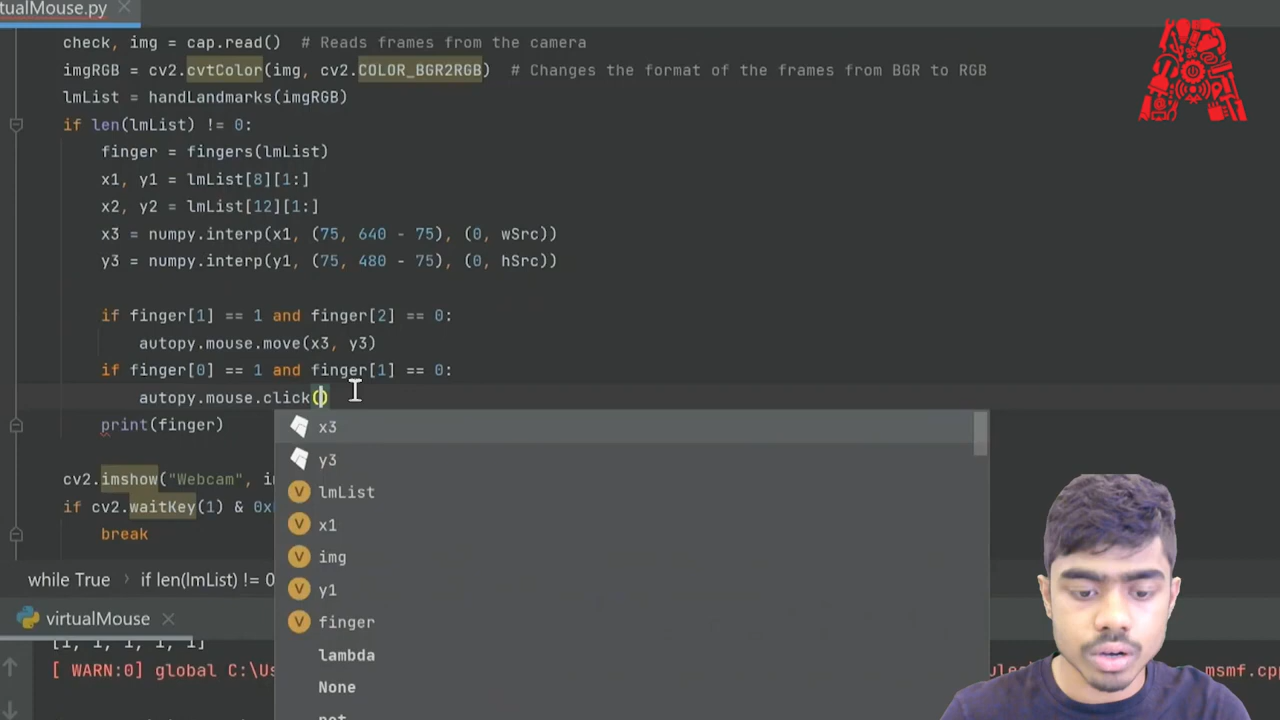 tualMouse.py
check, img = cap.read()  # Reads frames from the camera
imgRGB = cv2.cvtColor(img, cv2.COLOR_BGR2RGB)  # Changes the format of the frames from BGR to RGB
lmList = handLandmarks(imgRGB)
if len(lmList) != 0:
finger = fingers(lmList)
x1, y1 = lmList[8][1:]
x2, y2 = lmList[12][1:]
x3 = numpy.interp(x1, (75, 640 - 75), (0, wSrc))
y3 = numpy.interp(y1, (75, 480 - 75), (0, hSrc))
if finger[1] == 1 and finger[2] == 0:
autopy.mouse.move(x3, y3)
if finger[0] == 1 and finger[1] == 0:
autopy.mouse.click()
print(finger)
x3
y3
lmList
x1
img
y1
finger
lambda
None
cv2.imshow("Webcam", i
if cv2.waitKey(1) & 0x
break
while True › if len(lmList) != 0
virtualMouse
[1, 1, 1, 1, 1]
[ WARN:0] global C:\Us
msmf.cpp